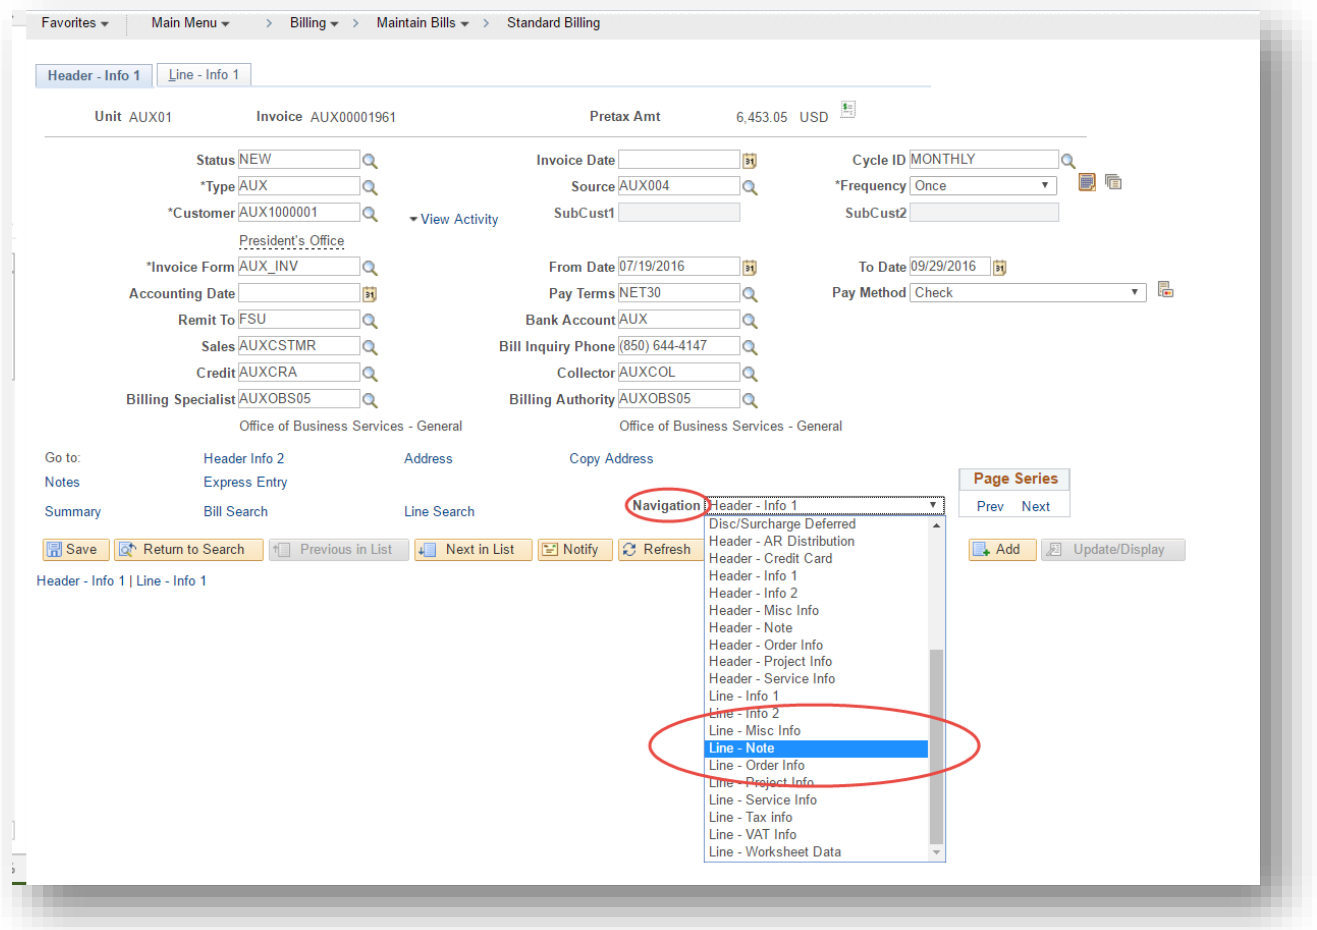 Favorites Main Menu > Billing > Maintain Bills > Standard Billing
Header - Info 1 Line - Info 1
Unit AUX01 Invoice AUX00001961 Pretax Amt 6,453.05 USD
Status NEW Invoice Date Cycle ID MONTHLY
*Type AUX Source AUX004 *Frequency Once
*Customer AUX1000001 View Activity SubCust1 SubCust2
President's Office
*Invoice Form AUX_INV From Date 07/19/2016 To Date 09/29/2016
Accounting Date Pay Terms NET30 Pay Method Check
Remit To FSU Bank Account AUX
Sales AUXCSTMR Bill Inquiry Phone (850) 644-4147
Credit AUXCRA Collector AUXCOL
Billing Specialist AUXOBS05 Billing Authority AUXOBS05
Office of Business Services - General Office of Business Services - General
Go to: Header Info 2 Address Copy Address
Notes Express Entry Page Series
Summary Bill Search Line Search Navigation Header - Info 1 Prev Next
Save Return to Search Previous in List Next in List Notify Refresh Add Update/Display
Header - Info 1 | Line - Info 1
Disc/Surcharge Deferred
Header - AR Distribution
Header - Credit Card
Header - Info 1
Header - Info 2
Header - Misc Info
Header - Note
Header - Order Info
Header - Project Info
Header - Service Info
Line - Info 1
Line - Info 2
Line - Misc Info
Line - Note
Line - Order Info
Line - Project Info
Line - Service Info
Line - Tax info
Line - VAT Info
Line - Worksheet Data